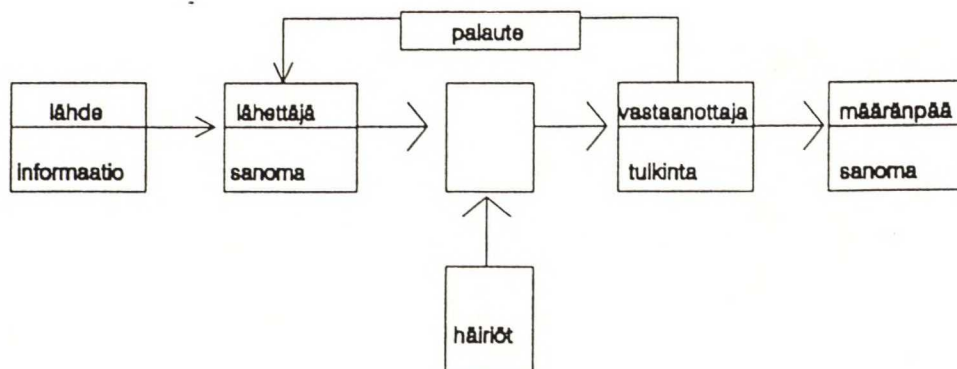 palaute
lähde
informaatio
lähettäjä
sanoma
vastaanottaja
tulkinta
määränpää
sanoma
häiriöt